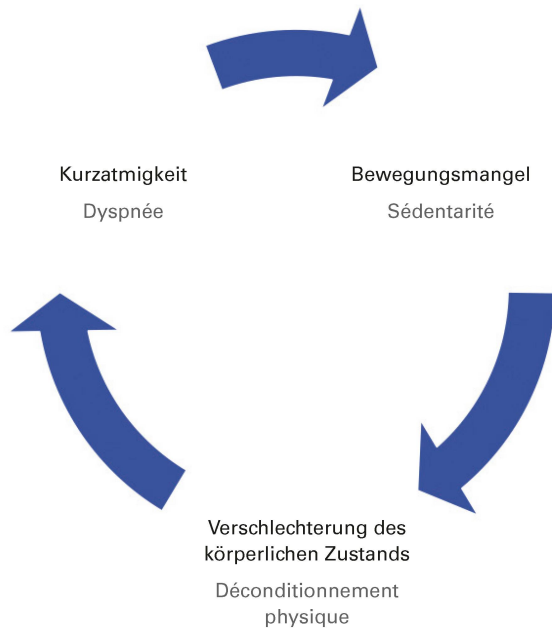 Kurzatmigkeit
Dyspnée
Bewegungsmangel
Sédentarité
Verschlechterung des
körperlichen Zustands
Déconditionnement
physique